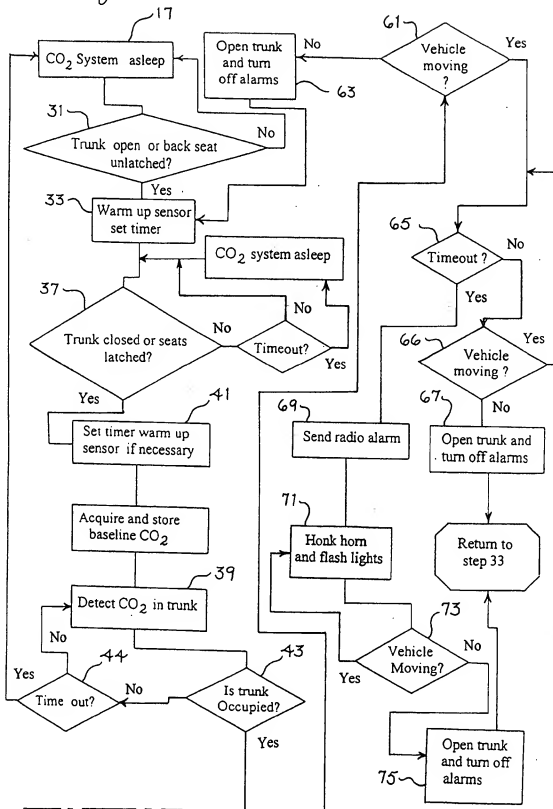 17
CO2 System asleep
31
Trunk open or back seat
unlatched?
No
Yes
33
Warm up sensor
set timer
CO2 system asleep
37
Trunk closed or seats
latched?
No
Timeout?
No
Yes
Yes
41
Set timer warm up
sensor if necessary
Acquire and store
baseline CO2
39
Detect CO2 in trunk
No
Yes
44
Time out?
No
43
Is trunk
Occupied?
Yes
61
Vehicle
moving
?
No
Yes
Open trunk
and turn
off alarms
63
65
Timeout ?
No
Yes
66
Vehicle
moving ?
Yes
No
67
Open trunk and
turn off alarms
69
Send radio alarm
71
Honk horn
and flash lights
Return to
step 33
73
Vehicle
Moving?
Yes
No
Open trunk
and turn off
alarms
75